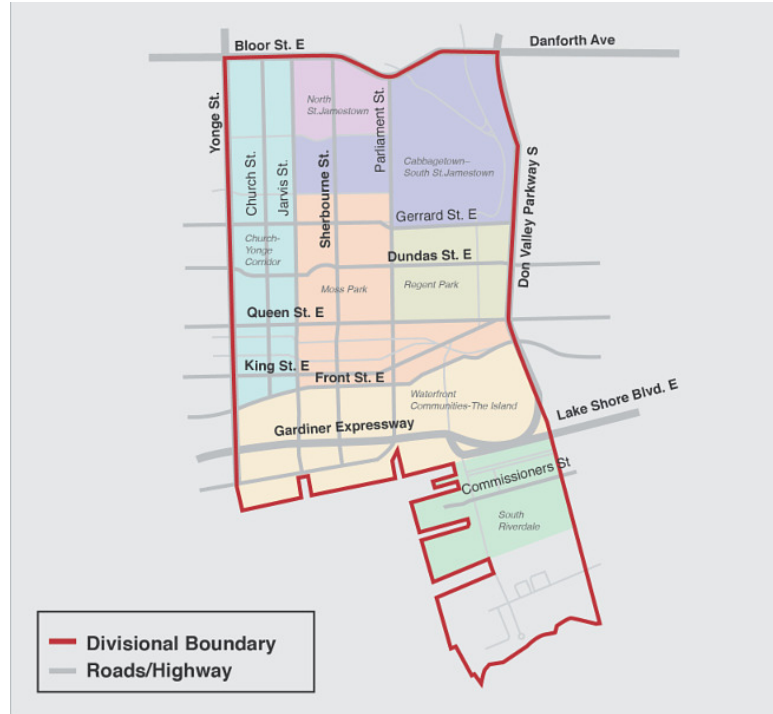 Bloor St. E
Danforth Ave
Yonge St.
North
St.Jamestown
Parliament St.
Church St.
Jarvis St.
Sherbourne St.
Cabbagetown–
South St.Jamestown
Don Valley Parkway S
Gerrard St. E
Church-
Yonge
Corridor
Dundas St. E
Moss Park
Regent Park
Queen St. E
King St. E
Front St. E
Waterfront
Communities-The Island
Lake Shore Blvd. E
Gardiner Expressway
Commissioners St
South
Riverdale
Divisional Boundary
Roads/Highway